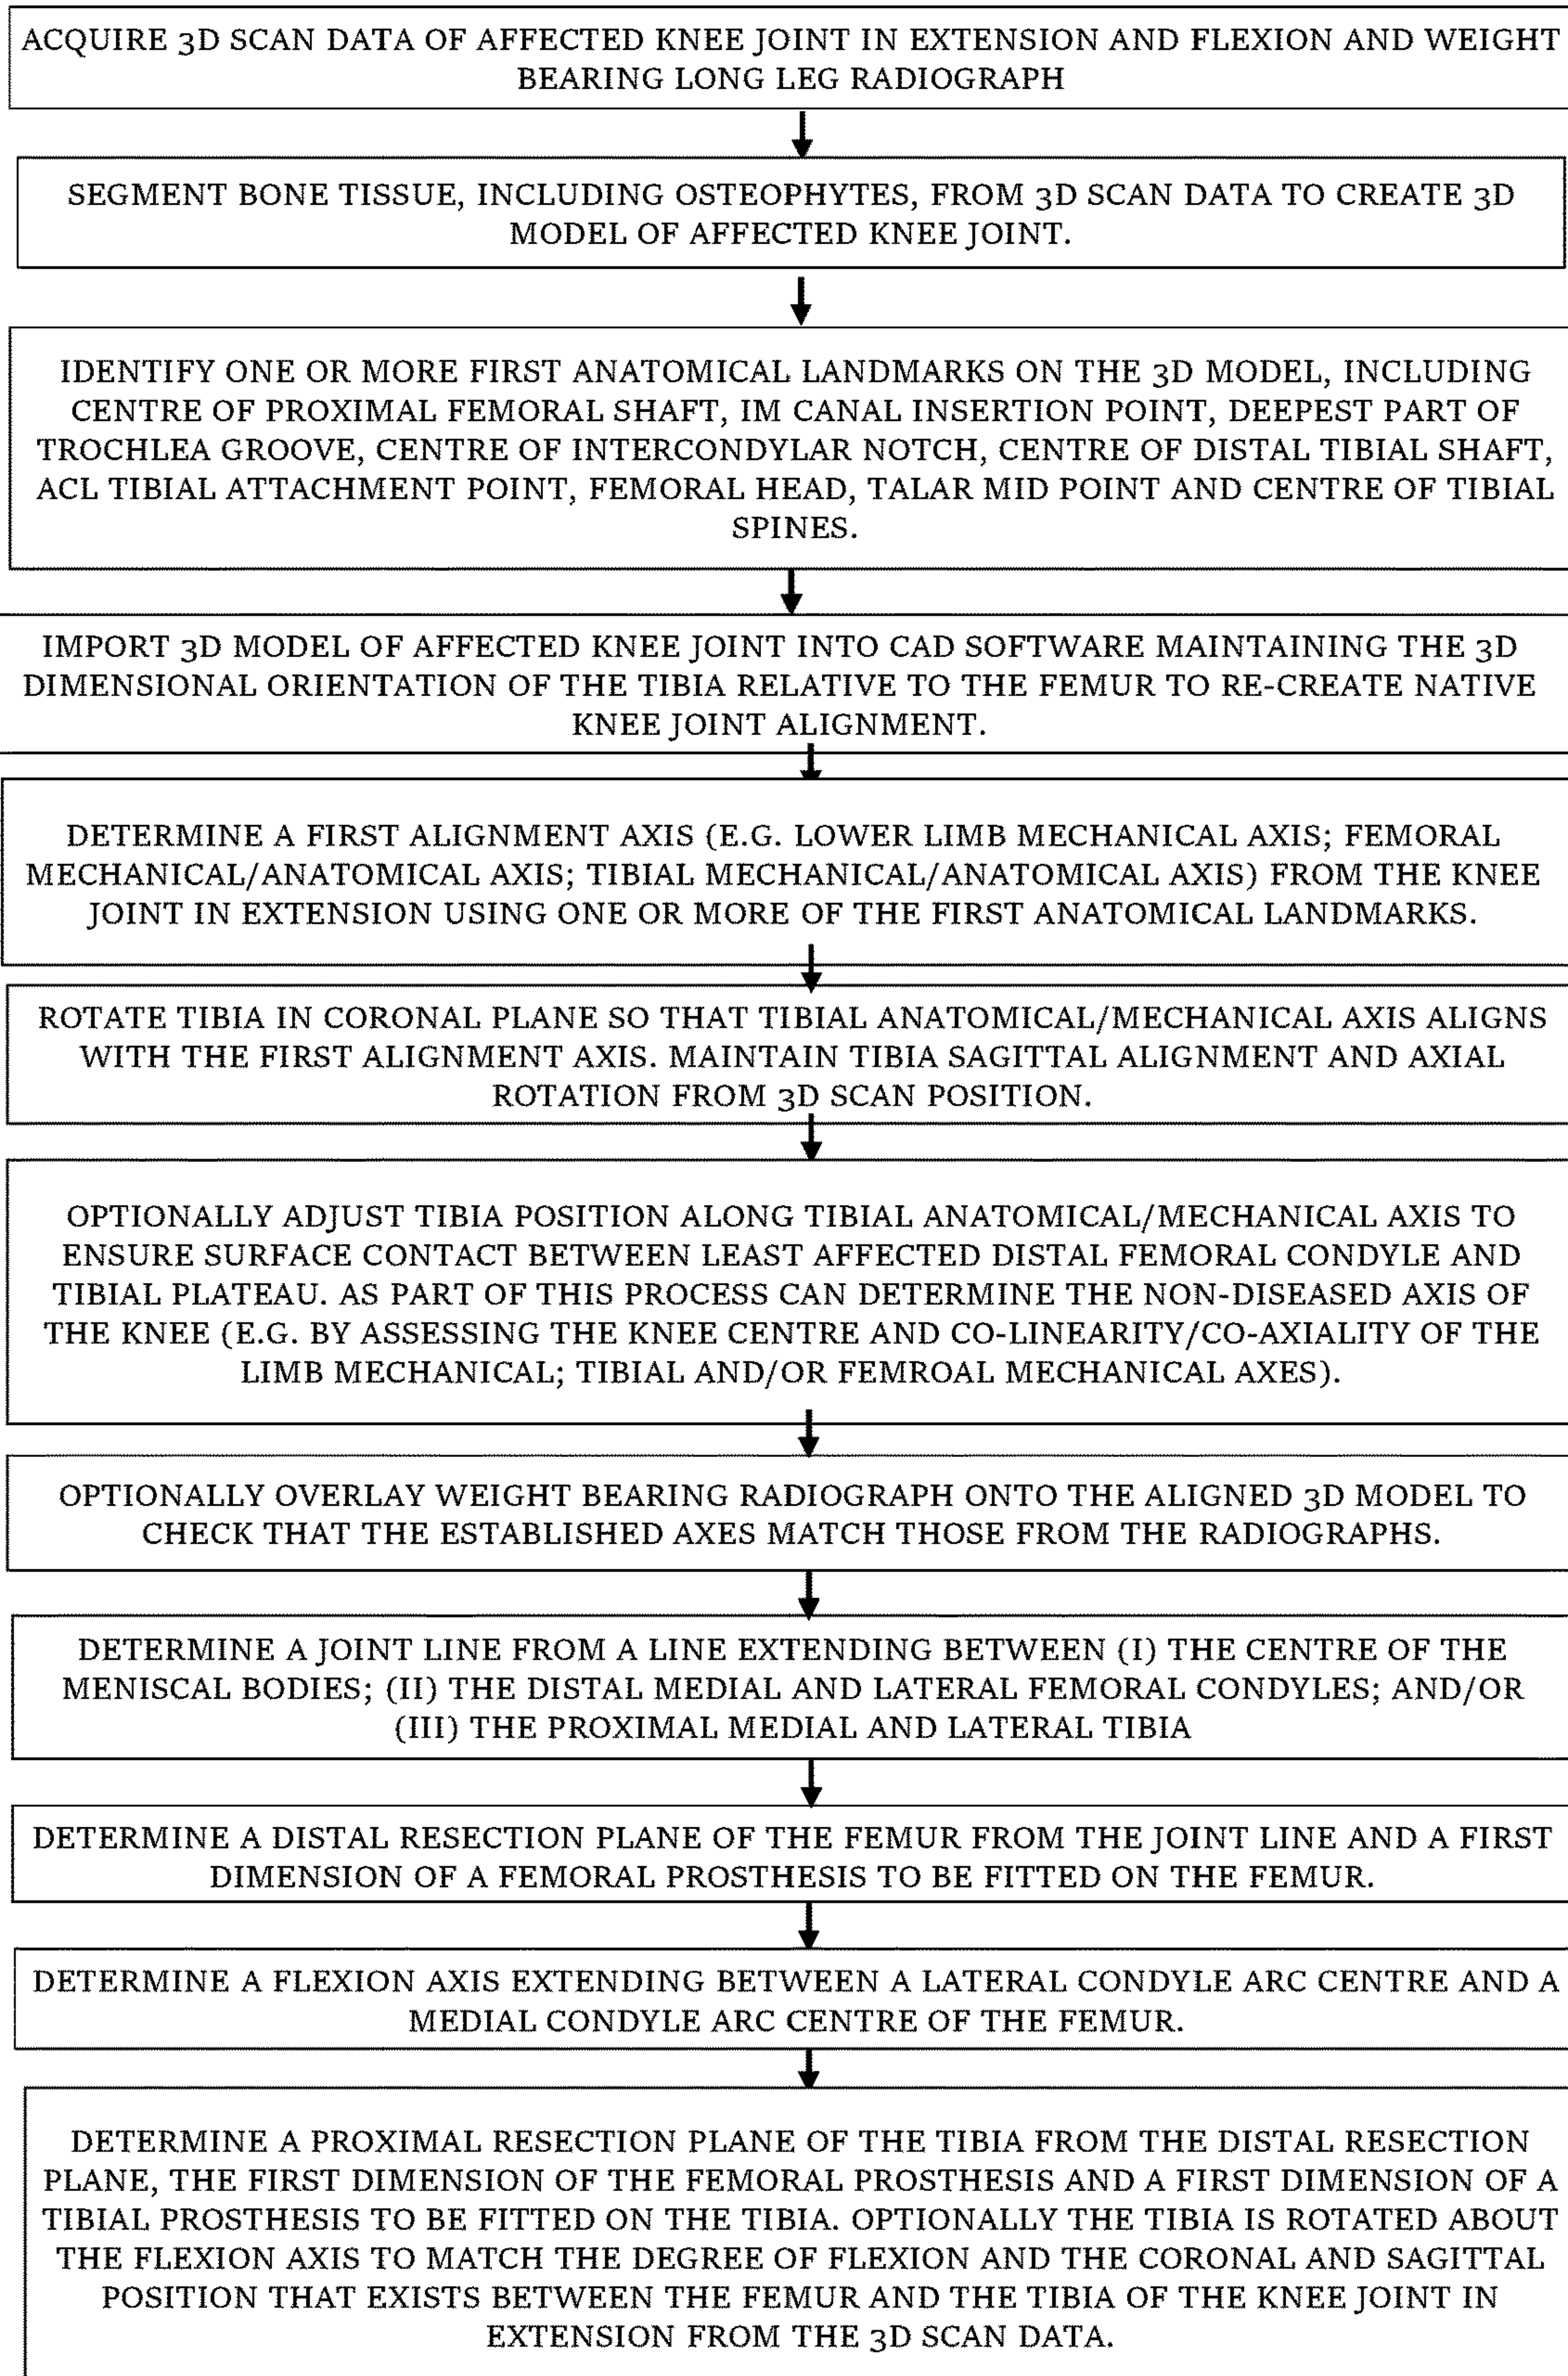 ACQUIRE 3D SCAN DATA OF AFFECTED KNEE JOINT IN EXTENSION AND FLEXION AND WEIGHT
BEARING LONG LEG RADIOGRAPH
SEGMENT BONE TISSUE, INCLUDING OSTEOPHYTES, FROM 3D SCAN DATA TO CREATE 3D
MODEL OF AFFECTED KNEE JOINT.
IDENTIFY ONE OR MORE FIRST ANATOMICAL LANDMARKS ON THE 3D MODEL, INCLUDING
CENTRE OF PROXIMAL FEMORAL SHAFT, IM CANAL INSERTION POINT, DEEPEST PART OF
TROCHLEA GROOVE, CENTRE OF INTERCONDYLAR NOTCH, CENTRE OF DISTAL TIBIAL SHAFT,
ACL TIBIAL ATTACHMENT POINT, FEMORAL HEAD, TALAR MID POINT AND CENTRE OF TIBIAL
SPINES.
IMPORT 3D MODEL OF AFFECTED KNEE JOINT INTO CAD SOFTWARE MAINTAINING THE 3D
DIMENSIONAL ORIENTATION OF THE TIBIA RELATIVE TO THE FEMUR TO RE-CREATE NATIVE
KNEE JOINT ALIGNMENT.
DETERMINE A FIRST ALIGNMENT AXIS (E.G. LOWER LIMB MECHANICAL AXIS; FEMORAL
MECHANICAL/ANATOMICAL AXIS; TIBIAL MECHANICAL/ANATOMICAL AXIS) FROM THE KNEE
JOINT IN EXTENSION USING ONE OR MORE OF THE FIRST ANATOMICAL LANDMARKS.
ROTATE TIBIA IN CORONAL PLANE SO THAT TIBIAL ANATOMICAL/MECHANICAL AXIS ALIGNS
WITH THE FIRST ALIGNMENT AXIS. MAINTAIN TIBIA SAGITTAL ALIGNMENT AND AXIAL
ROTATION FROM 3D SCAN POSITION.
OPTIONALLY ADJUST TIBIA POSITION ALONG TIBIAL ANATOMICAL/MECHANICAL AXIS TO
ENSURE SURFACE CONTACT BETWEEN LEAST AFFECTED DISTAL FEMORAL CONDYLE AND
TIBIAL PLATEAU. AS PART OF THIS PROCESS CAN DETERMINE THE NON-DISEASED AXIS OF
THE KNEE (E.G. BY ASSESSING THE KNEE CENTRE AND CO-LINEARITY/CO-AXIALITY OF THE
LIMB MECHANICAL; TIBIAL AND/OR FEMROAL MECHANICAL AXES).
OPTIONALLY OVERLAY WEIGHT BEARING RADIOGRAPH ONTO THE ALIGNED 3D MODEL TO
CHECK THAT THE ESTABLISHED AXES MATCH THOSE FROM THE RADIOGRAPHS.
DETERMINE A JOINT LINE FROM A LINE EXTENDING BETWEEN (I) THE CENTRE OF THE
MENISCAL BODIES; (II) THE DISTAL MEDIAL AND LATERAL FEMORAL CONDYLES; AND/OR
(III) THE PROXIMAL MEDIAL AND LATERAL TIBIA
DETERMINE A DISTAL RESECTION PLANE OF THE FEMUR FROM THE JOINT LINE AND A FIRST
DIMENSION OF A FEMORAL PROSTHESIS TO BE FITTED ON THE FEMUR.
DETERMINE A FLEXION AXIS EXTENDING BETWEEN A LATERAL CONDYLE ARC CENTRE AND A
MEDIAL CONDYLE ARC CENTRE OF THE FEMUR.
DETERMINE A PROXIMAL RESECTION PLANE OF THE TIBIA FROM THE DISTAL RESECTION
PLANE, THE FIRST DIMENSION OF THE FEMORAL PROSTHESIS AND A FIRST DIMENSION OF A
TIBIAL PROSTHESIS TO BE FITTED ON THE TIBIA. OPTIONALLY THE TIBIA IS ROTATED ABOUT
THE FLEXION AXIS TO MATCH THE DEGREE OF FLEXION AND THE CORONAL AND SAGITTAL
POSITION THAT EXISTS BETWEEN THE FEMUR AND THE TIBIA OF THE KNEE JOINT IN
EXTENSION FROM THE 3D SCAN DATA.